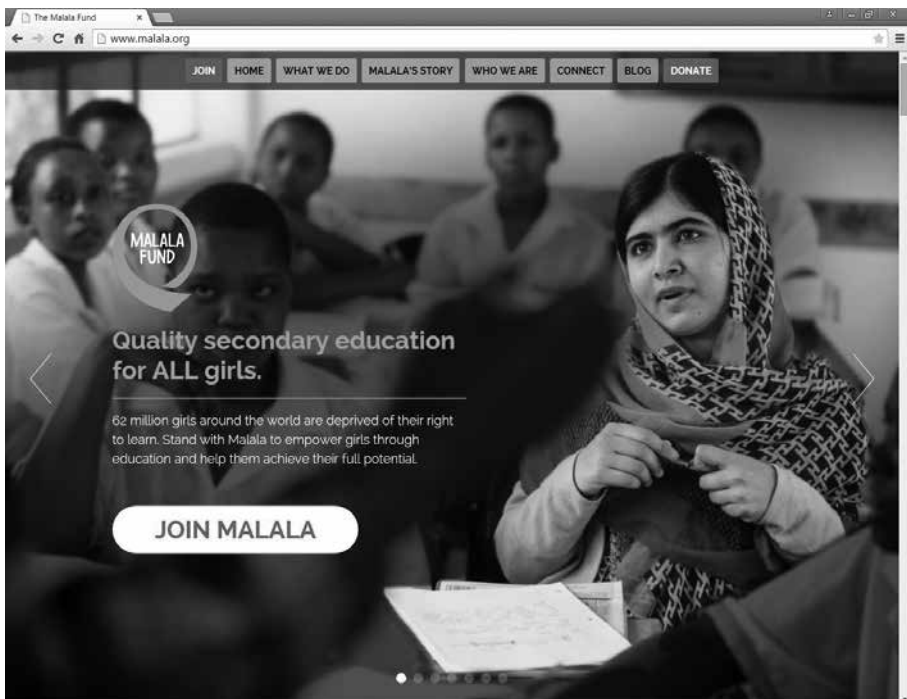 The Malala Fund
www.malala.org
JOIN HOME WHAT WE DO MALALA'S STORY WHO WE ARE CONNECT BLOG DONATE
MALALA
FUND
Quality secondary education
for ALL girls.
62 million girls around the world are deprived of their right
to learn. Stand with Malala to empower girls through
education and help them achieve their full potential.
JOIN MALALA